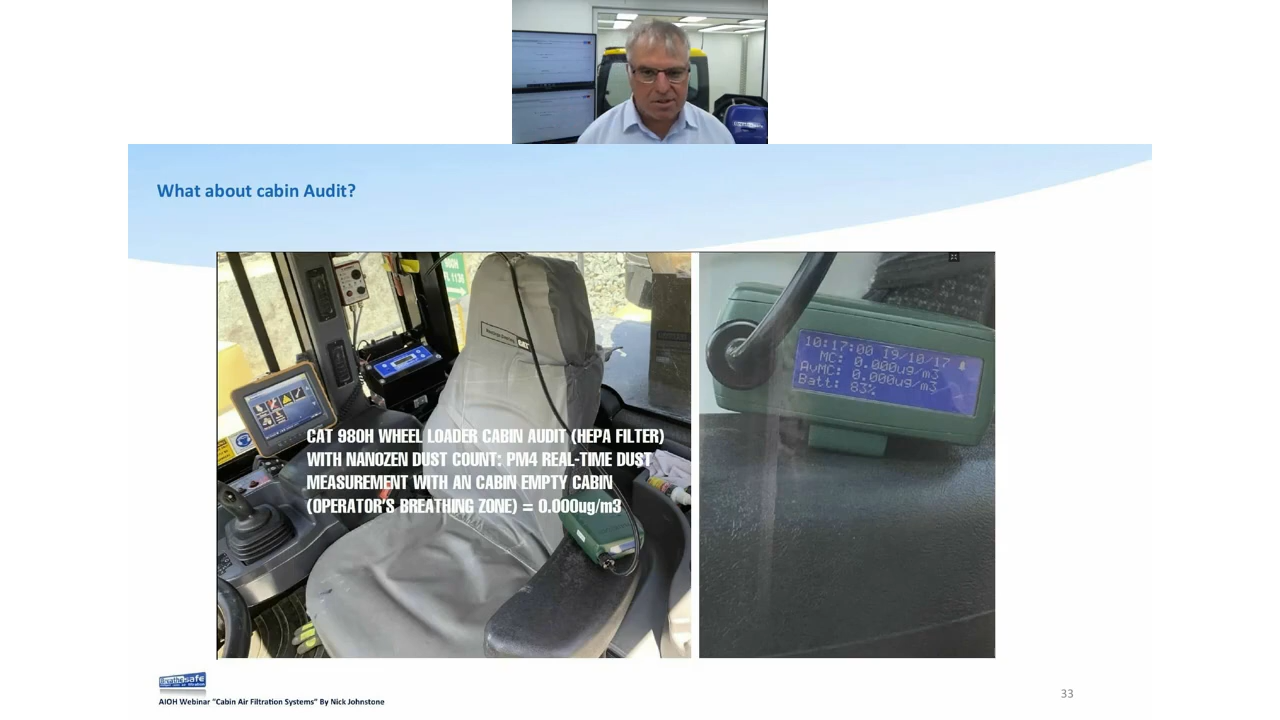 What about cabin Audit?
CAT 980H WHEEL LOADER CABIN AUDIT (HEPA FILTER)
WITH NANOZEN DUST COUNT: PM4 REAL-TIME DUST
MEASUREMENT WITH AN CABIN EMPTY CABIN
(OPERATOR'S BREATHING ZONE) = 0.000ug/m3
10:17:00 19/10/17
MC: 0.000ug/m3
AvMC: 0.000ug/m3
Batt: 83%
CAT
Breathesafe
AIOH Webinar "Cabin Air Filtration Systems" By Nick Johnstone
33